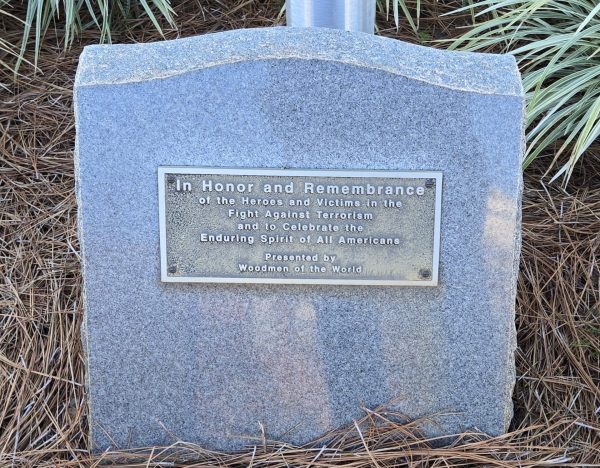 In Honor and Remembrance
of the Heroes and Victims in the
Fight Against Terrorism
and to Celebrate the
Enduring Spirit of All Americans
Presented by
Woodmen of the World